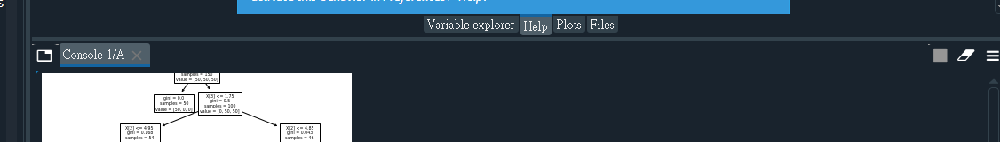 Variable explorer Help Plots Files
Console 1/A
samples = 150
value = [50, 50, 50]
gini = 0.0
samples = 50
value = [50, 0, 0]
X[3] <= 1.75
gini = 0.5
samples = 100
value = [0, 50, 50]
X[2] <= 4.95
gini = 0.168
samples = 54
X[2] <= 4.85
gini = 0.043
samples = 46